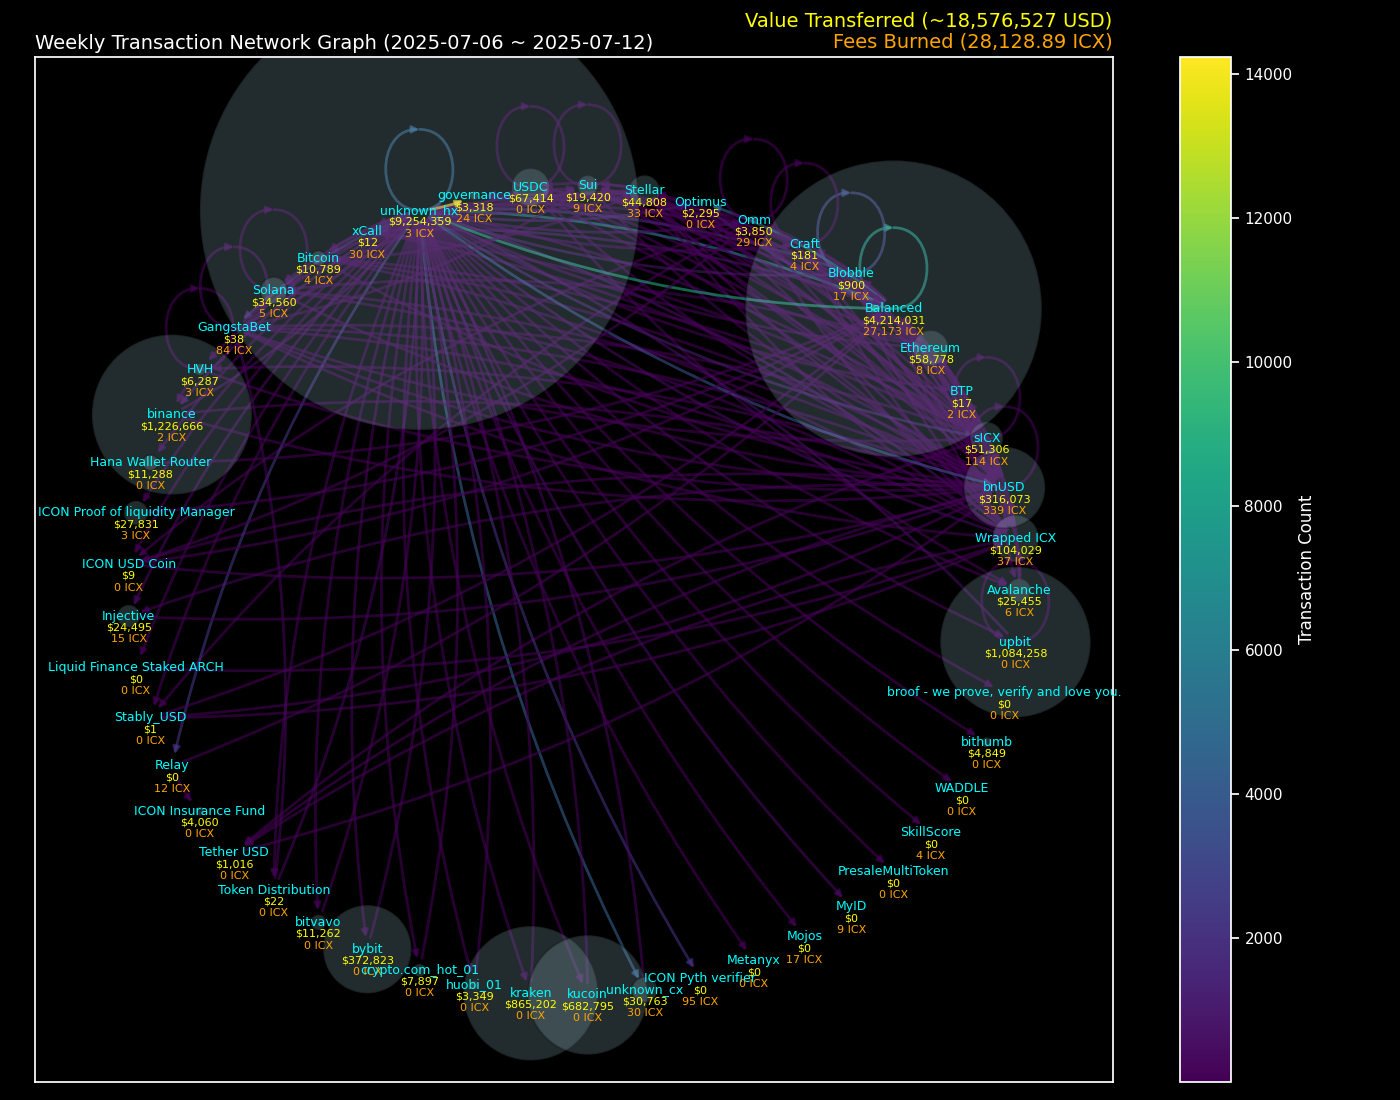 Value Transferred (~18,576,527 USD)
Weekly Transaction Network Graph (2025-07-06 ~ 2025-07-12)
Fees Burned (28,128.89 ICX)
governance
$3,318
24 ICX
USDC
$67,414
0 ICX
Sui
$19,420
9 ICX
Stellar
$44,808
33 ICX
Optimus
$2,295
0 ICX
Omm
$3,850
29 ICX
Craft
$181
4 ICX
Blobble
$900
17 ICX
Balanced
$4,214,031
27,173 ICX
Ethereum
$58,778
8 ICX
BTP
$17
2 ICX
sICX
$51,306
114 ICX
bnUSD
$316,073
339 ICX
Wrapped ICX
$104,029
37 ICX
Avalanche
$25,455
6 ICX
upbit
$1,084,258
0 ICX
broof - we prove, verify and love you.
$0
0 ICX
bithumb
$4,849
0 ICX
WADDLE
$0
0 ICX
SkillScore
$0
4 ICX
PresaleMultiToken
$0
0 ICX
MyID
$0
9 ICX
Mojos
$0
17 ICX
Metanyx
$0
0 ICX
ICON Pyth verifier
$0
95 ICX
unknown_cx
$30,763
30 ICX
kucoin
$682,795
0 ICX
kraken
$865,202
0 ICX
huobi_01
$3,349
0 ICX
crypto.com_hot_01
$7,897
0 ICX
bybit
$372,823
0 ICX
bitvavo
$11,262
0 ICX
Token Distribution
$22
0 ICX
Tether USD
$1,016
0 ICX
ICON Insurance Fund
$4,060
0 ICX
Relay
$0
12 ICX
Stably_USD
$1
0 ICX
Liquid Finance Staked ARCH
$0
0 ICX
Injective
$24,495
15 ICX
ICON USD Coin
$9
0 ICX
ICON Proof of liquidity Manager
$27,831
3 ICX
Hana Wallet Router
$11,288
0 ICX
binance
$1,226,666
2 ICX
HVH
$6,287
3 ICX
GangstaBet
$38
84 ICX
Solana
$34,560
5 ICX
Bitcoin
$10,789
4 ICX
xCall
$12
30 ICX
unknown_hx
$9,254,359
3 ICX
14000
12000
10000
8000
6000
4000
2000
Transaction Count